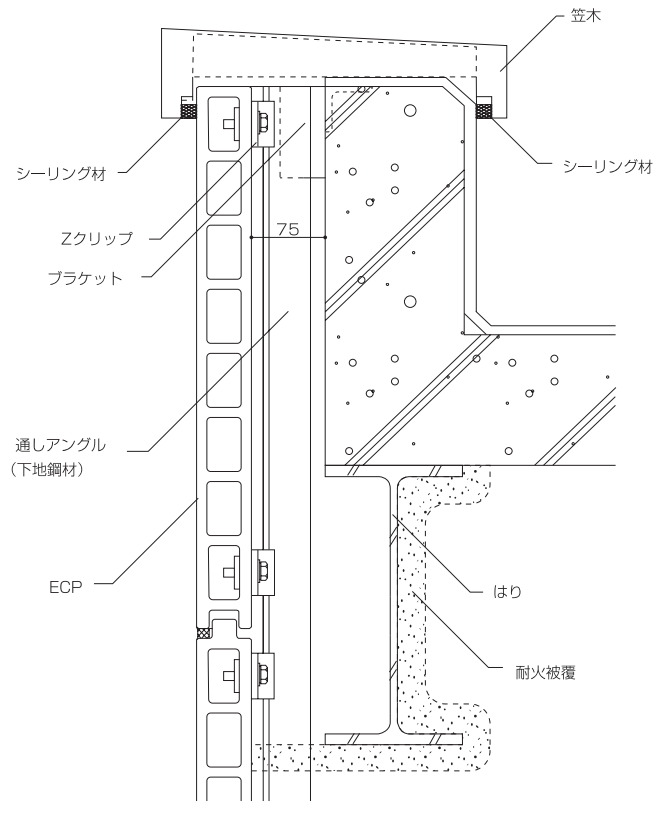 笠木
シーリング材
シーリング材
Zクリップ
75
ブラケット
通しアングル
(下地鋼材)
ECP
はり
耐火被覆